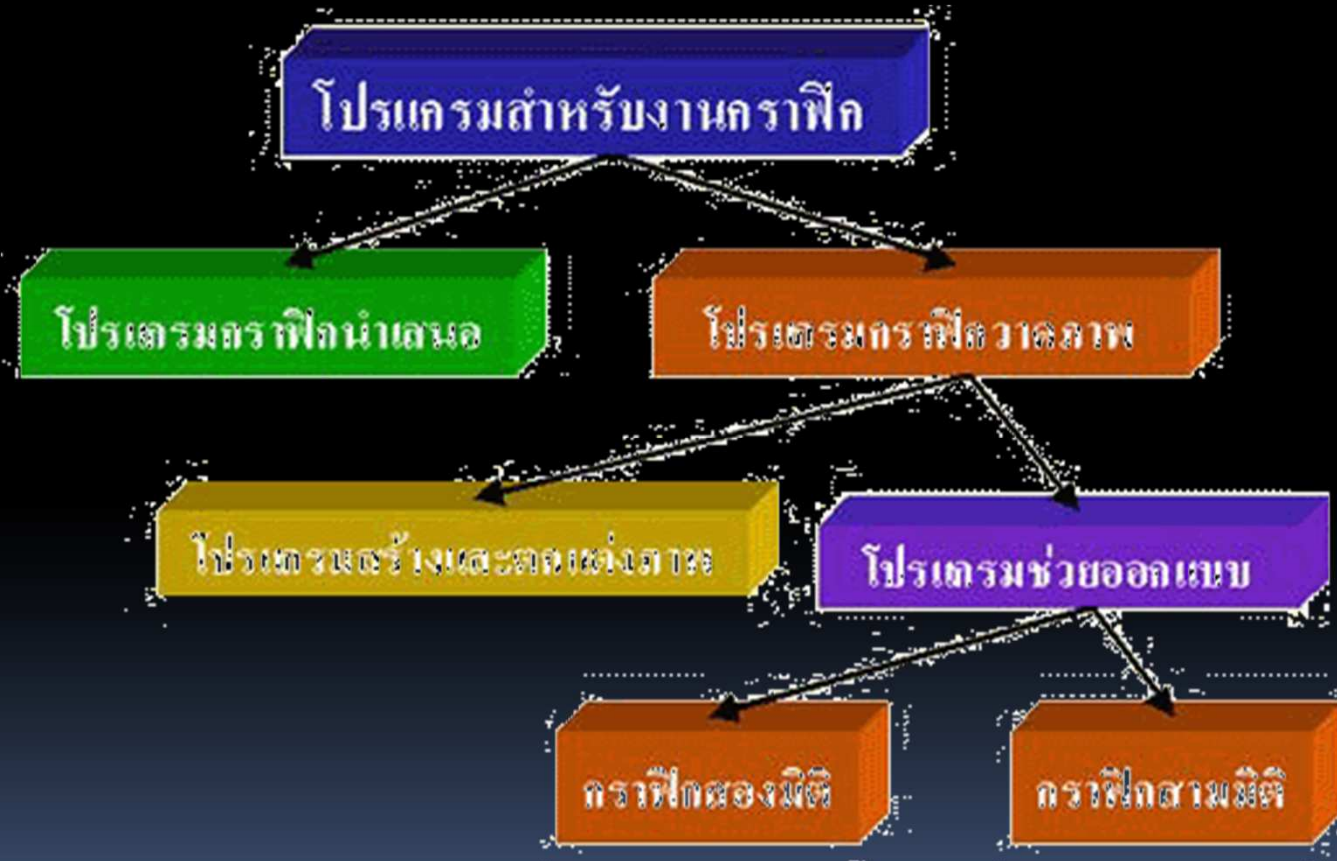 โปรแกรมสำหรับงานกราฟิค
โปรแกรมกราฟิกนำเสนอ
โปรแกรมกราฟิกวาดภาพ
โปรแกรมสร้างและตกแต่งภาพ
โปรแกรมช่วยออกแบบ
กราฟิกสองมิติ
กราฟิกสามมิติ